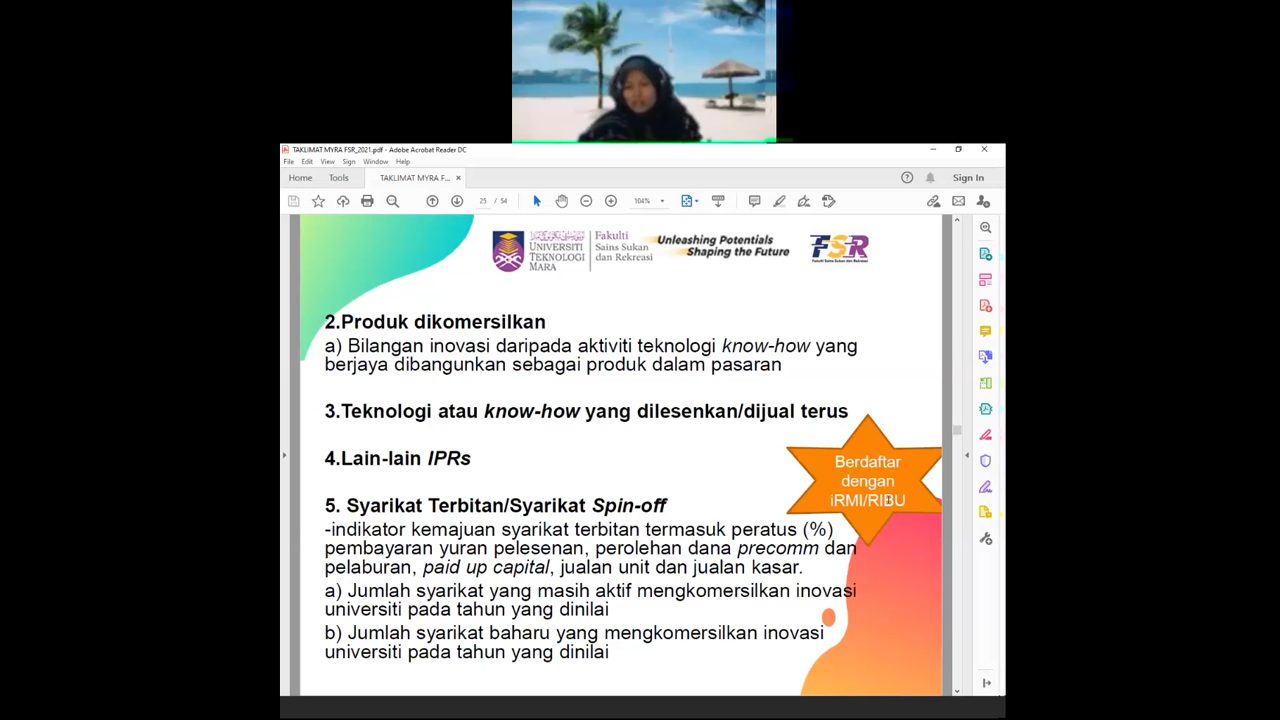 TAKLIMAT MYRA FSR_2021.pdf - Adobe Acrobat Reader DC
File Edit View Sign Window Help
Home Tools TAKLIMAT MYRA F... × Sign In
25 / 54 104%
UNIVERSITI
TEKNOLOGI
MARA
Fakulti
Sains Sukan
dan Rekreasi
Unleashing Potentials
Shaping the Future
FSR
Fakulti Sains Sukan dan Rekreasi
2.Produk dikomersilkan
a) Bilangan inovasi daripada aktiviti teknologi know-how yang
berjaya dibangunkan sebagai produk dalam pasaran
3.Teknologi atau know-how yang dilesenkan/dijual terus
4.Lain-lain IPRs
Berdaftar
dengan
iRMI/RIBU
5. Syarikat Terbitan/Syarikat Spin-off
-indikator kemajuan syarikat terbitan termasuk peratus (%)
pembayaran yuran pelesenan, perolehan dana precomm dan
pelaburan, paid up capital, jualan unit dan jualan kasar.
a) Jumlah syarikat yang masih aktif mengkomersilkan inovasi
universiti pada tahun yang dinilai
b) Jumlah syarikat baharu yang mengkomersilkan inovasi
universiti pada tahun yang dinilai